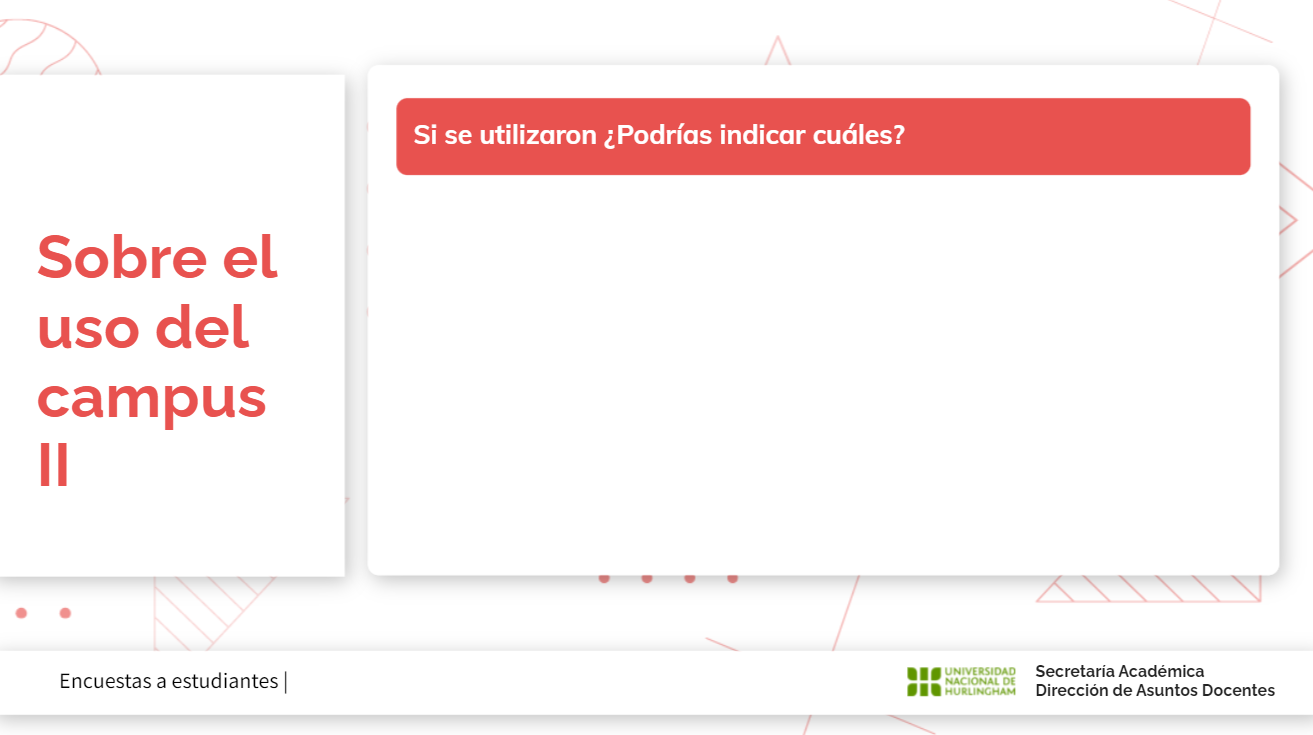 Sobre el
uso del
campus
II
Si se utilizaron ¿Podrías indicar cuáles?
Encuestas a estudiantes |
UNIVERSIDAD
NACIONAL DE
HURLINGHAM
Secretaría Académica
Dirección de Asuntos Docentes